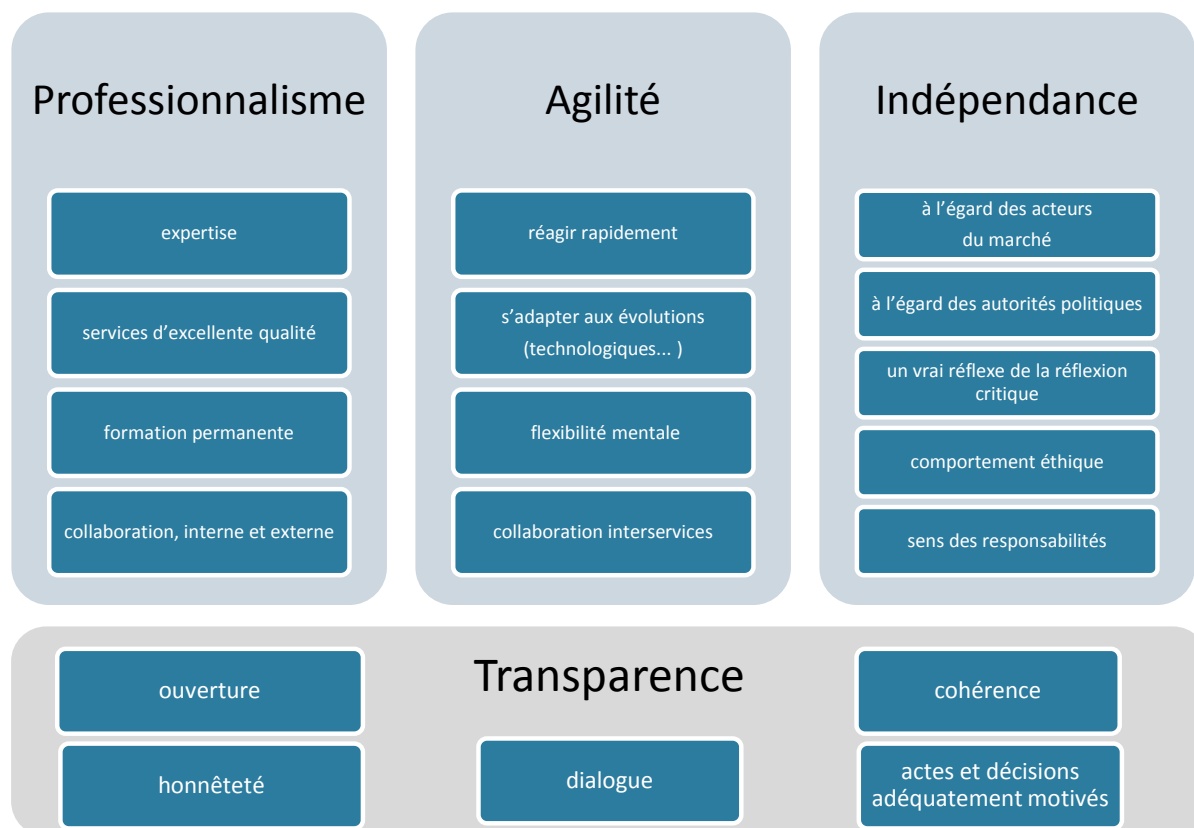 Professionnalisme
expertise
services d'excellente qualité
formation permanente
collaboration, interne et externe
Agilité
réagir rapidement
s'adapter aux évolutions
(technologiques... )
flexibilité mentale
collaboration interservices
Indépendance
à l'égard des acteurs
du marché
à l'égard des autorités politiques
un vrai réflexe de la réflexion
critique
comportement éthique
sens des responsabilités
Transparence
ouverture
honnêteté
dialogue
cohérence
actes et décisions
adéquatement motivés